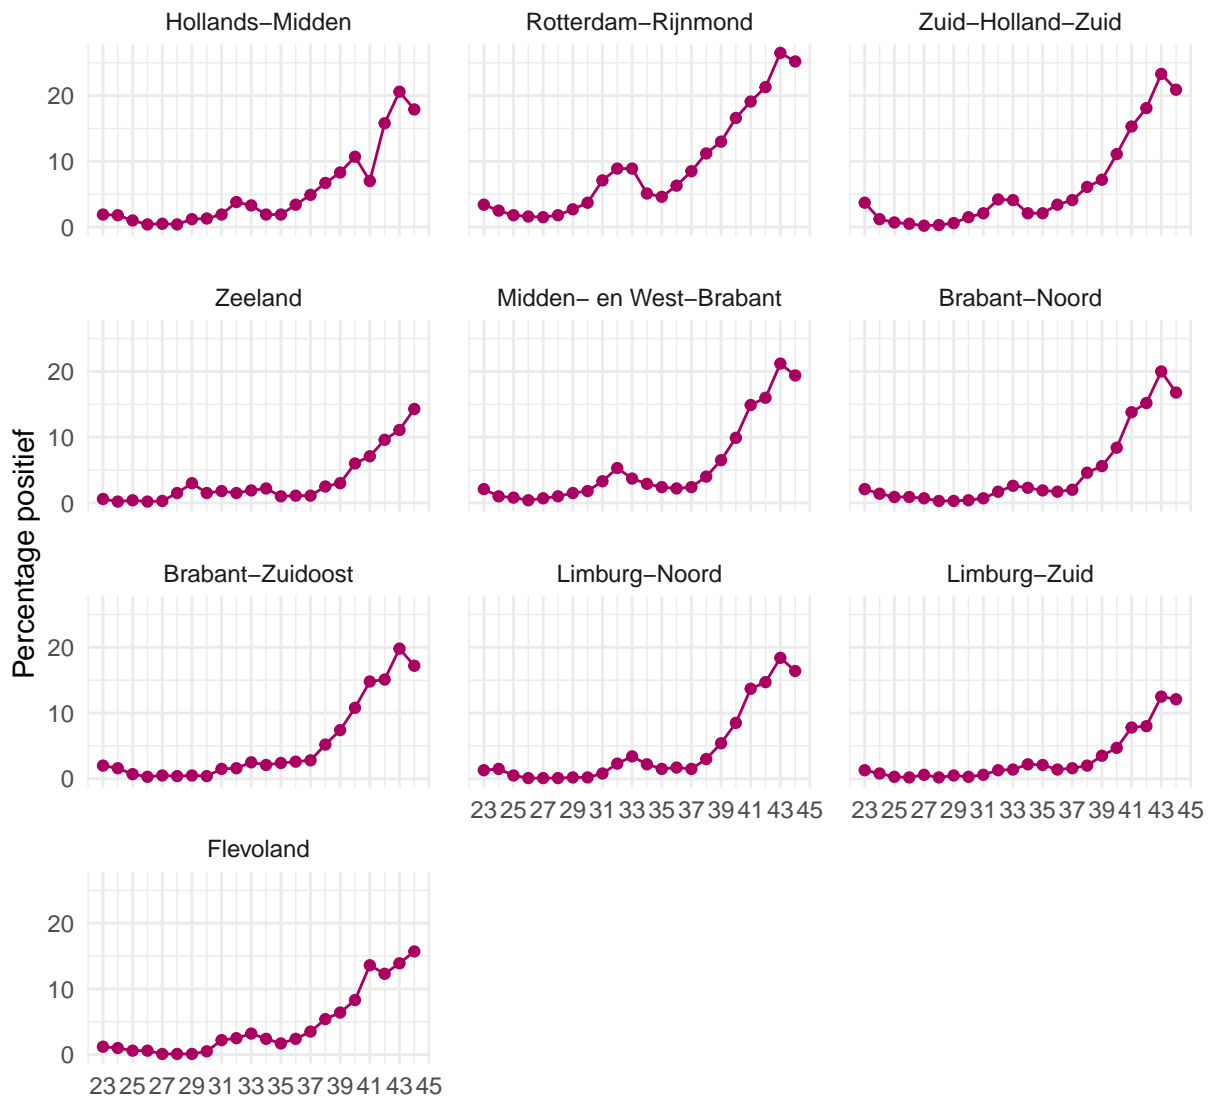 Hollands−Midden Rotterdam−Rijnmond Zuid−Holland−Zuid
20
10
0
Zeeland Midden− en West−Brabant Brabant−Noord
20
10
0
Percentage positief
Brabant−Zuidoost Limburg−Noord Limburg−Zuid
20
10
0
23 25 27 29 31 33 35 37 39 41 43 45 23 25 27 29 31 33 35 37 39 41 43 45
Flevoland
20
10
0
23 25 27 29 31 33 35 37 39 41 43 45